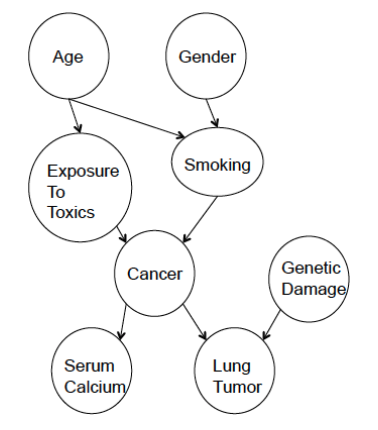 Age
Gender
Exposure
To
Toxics
Smoking
Cancer
Genetic
Damage
Serum
Calcium
Lung
Tumor